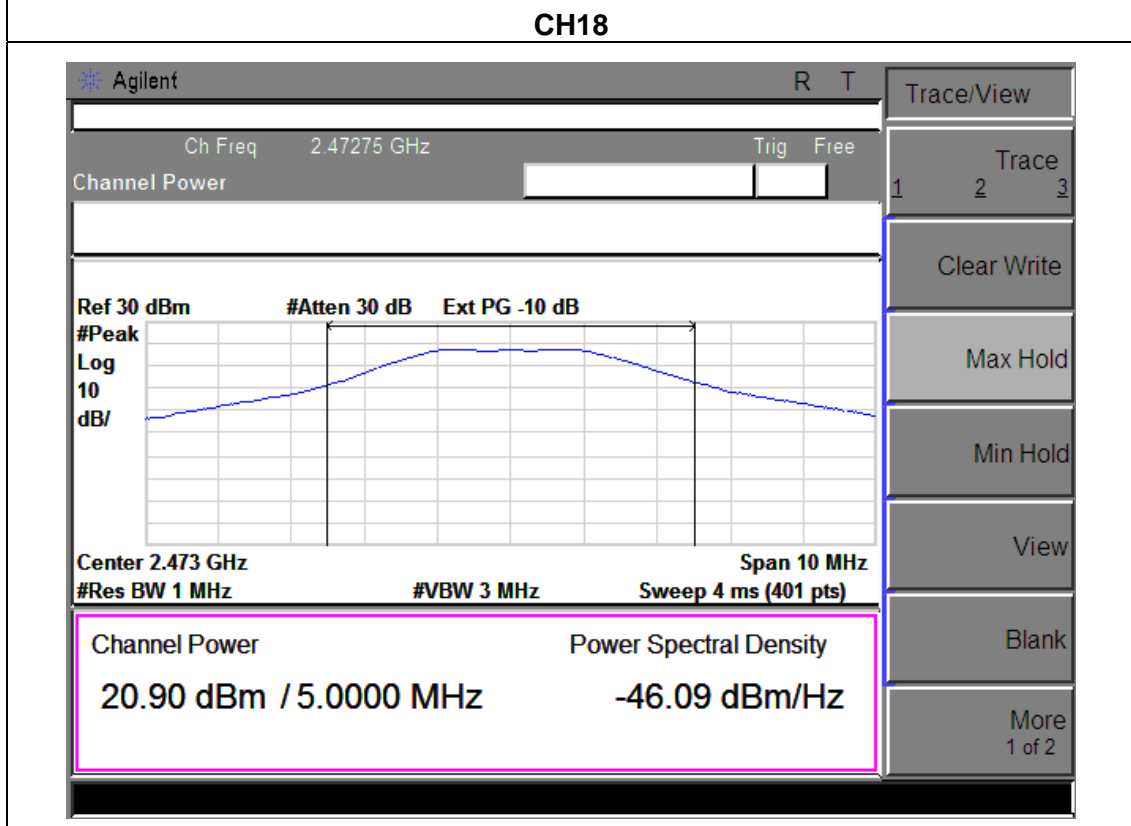 CH18
Agilent
R T
Trace/View
Ch Freq 2.47275 GHz
Trig Free
Channel Power
Trace
1 2 3
Clear Write
Ref 30 dBm #Atten 30 dB Ext PG -10 dB
#Peak
Log
10
dB/
Max Hold
Min Hold
View
Center 2.473 GHz
Span 10 MHz
#Res BW 1 MHz #VBW 3 MHz Sweep 4 ms (401 pts)
Channel Power
Power Spectral Density
20.90 dBm / 5.0000 MHz
-46.09 dBm/Hz
Blank
More
1 of 2